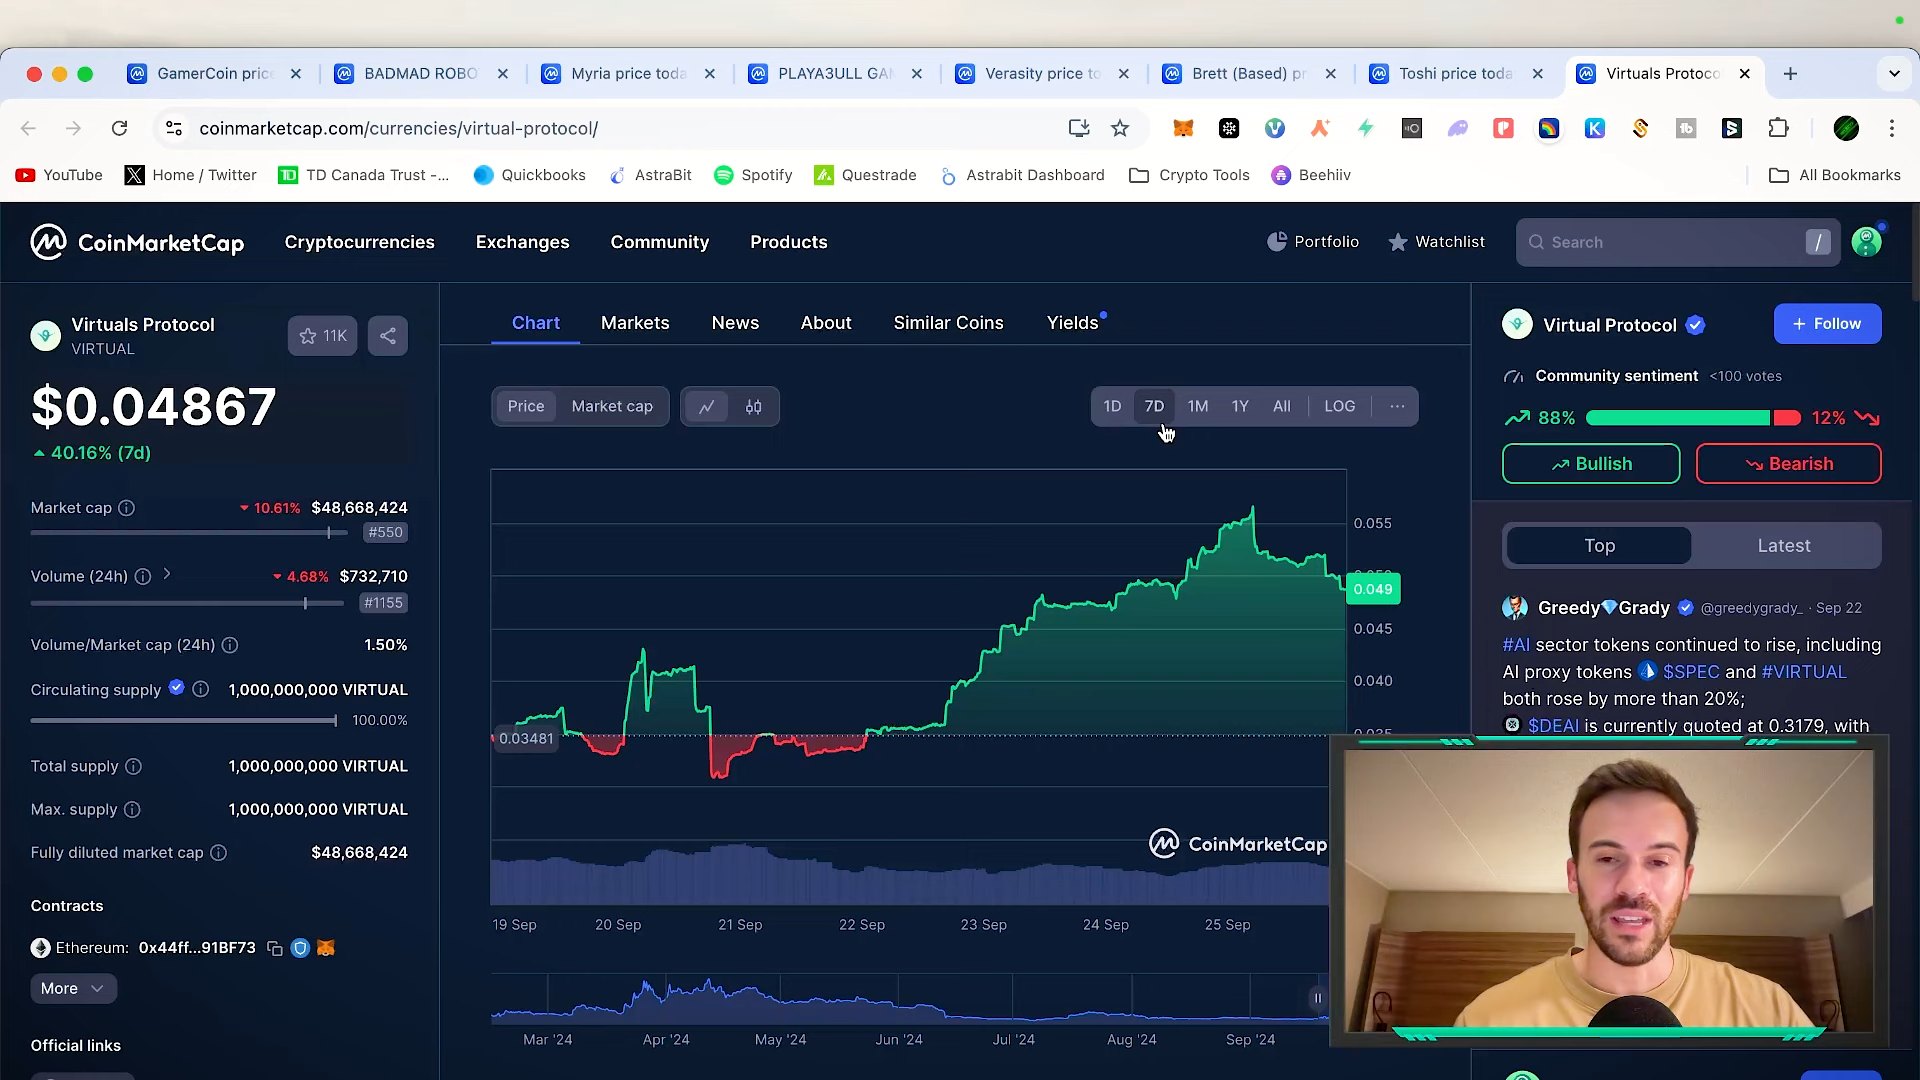 GamerCoin price
BADMAD ROBO
Myria price toda
PLAYA3ULL GA
Verasity price to
Brett (Based) pr
Toshi price toda
Virtuals Protoco
coinmarketcap.com/currencies/virtual-protocol/
YouTube
Home / Twitter
TD Canada Trust -...
Quickbooks
AstraBit
Spotify
Questrade
Astrabit Dashboard
Crypto Tools
Beehiiv
All Bookmarks
CoinMarketCap
Cryptocurrencies
Exchanges
Community
Products
Portfolio
Watchlist
Search
/
Virtuals Protocol
VIRTUAL
11K
$0.04867
40.16% (7d)
Market cap
10.61% $48,668,424
#550
Volume (24h)
4.68% $732,710
#1155
Volume/Market cap (24h)
1.50%
Circulating supply
1,000,000,000 VIRTUAL
100.00%
Total supply
1,000,000,000 VIRTUAL
Max. supply
1,000,000,000 VIRTUAL
Fully diluted market cap
$48,668,424
Contracts
Ethereum: 0x44ff...91BF73
More
Official links
Chart
Markets
News
About
Similar Coins
Yields
Price
Market cap
1D
7D
1M
1Y
All
LOG
0.055
0.049
0.045
0.040
0.03481
CoinMarketCap
19 Sep
20 Sep
21 Sep
22 Sep
23 Sep
24 Sep
25 Sep
Mar '24
Apr '24
May '24
Jun '24
Jul '24
Aug '24
Sep '24
Virtual Protocol
+ Follow
Community sentiment <100 votes
88%
12%
Bullish
Bearish
Top
Latest
Greedy💎Grady @greedygrady_ · Sep 22
#AI sector tokens continued to rise, including
AI proxy tokens $SPEC and #VIRTUAL
both rose by more than 20%;
$DEAI is currently quoted at 0.3179, with